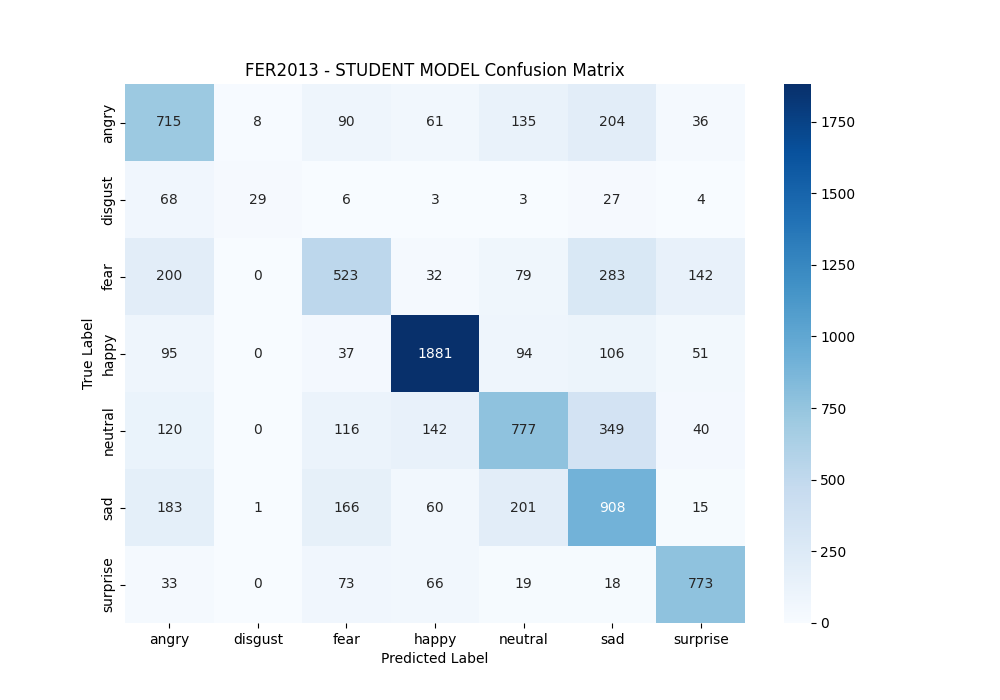 FER2013 - STUDENT MODEL Confusion Matrix
angry 715 8 90 61 135 204 36
disgust 68 29 6 3 3 27 4
fear 200 0 523 32 79 283 142
happy 95 0 37 1881 94 106 51
neutral 120 0 116 142 777 349 40
sad 183 1 166 60 201 908 15
surprise 33 0 73 66 19 18 773
True Label
angry disgust fear happy neutral sad surprise
Predicted Label
1750
1500
1250
1000
750
500
250
0